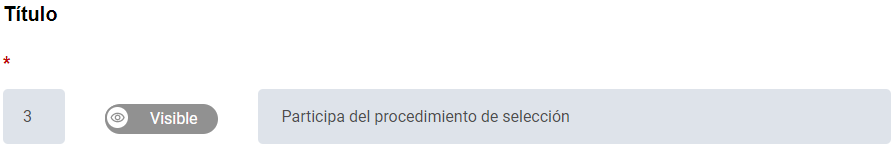 Título
*
3 Visible Participa del procedimiento de selección